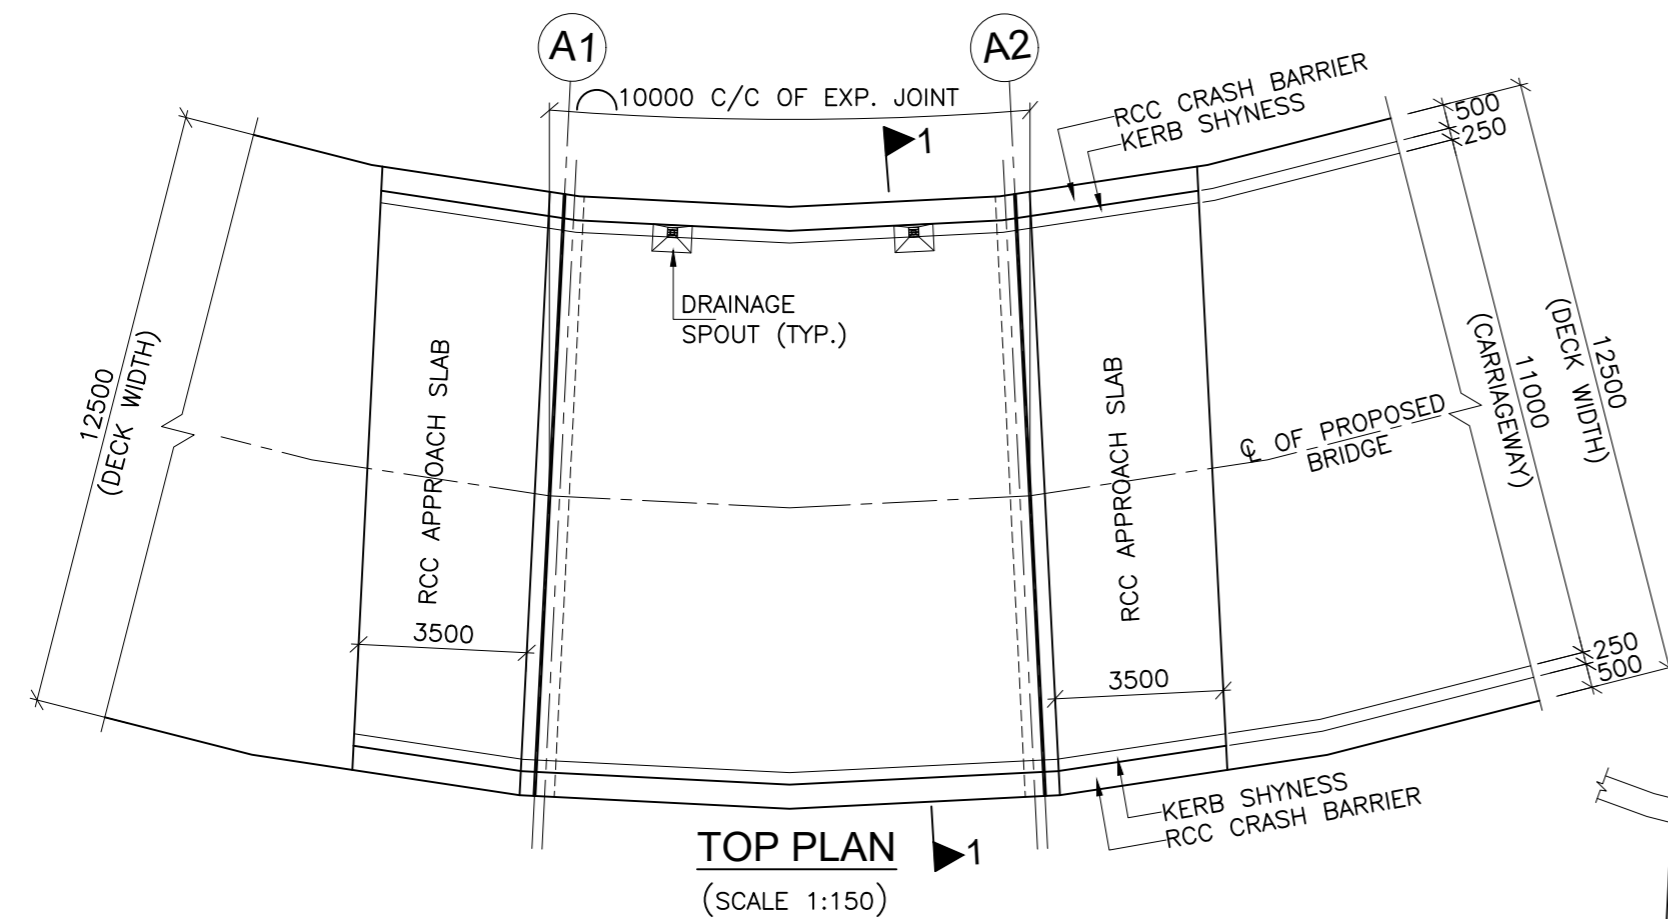 A1
A2
10000 C/C OF EXP. JOINT
RCC CRASH BARRIER
KERB SHYNESS
500
250
1
DRAINAGE
SPOUT (TYP.)
12500
(DECK WIDTH)
RCC APPROACH SLAB
3500
RCC APPROACH SLAB
3500
℄ OF PROPOSED
BRIDGE
(CARRIAGEWAY)
11000
(DECK WIDTH)
12500
250
500
KERB SHYNESS
RCC CRASH BARRIER
1
TOP PLAN
(SCALE 1:150)